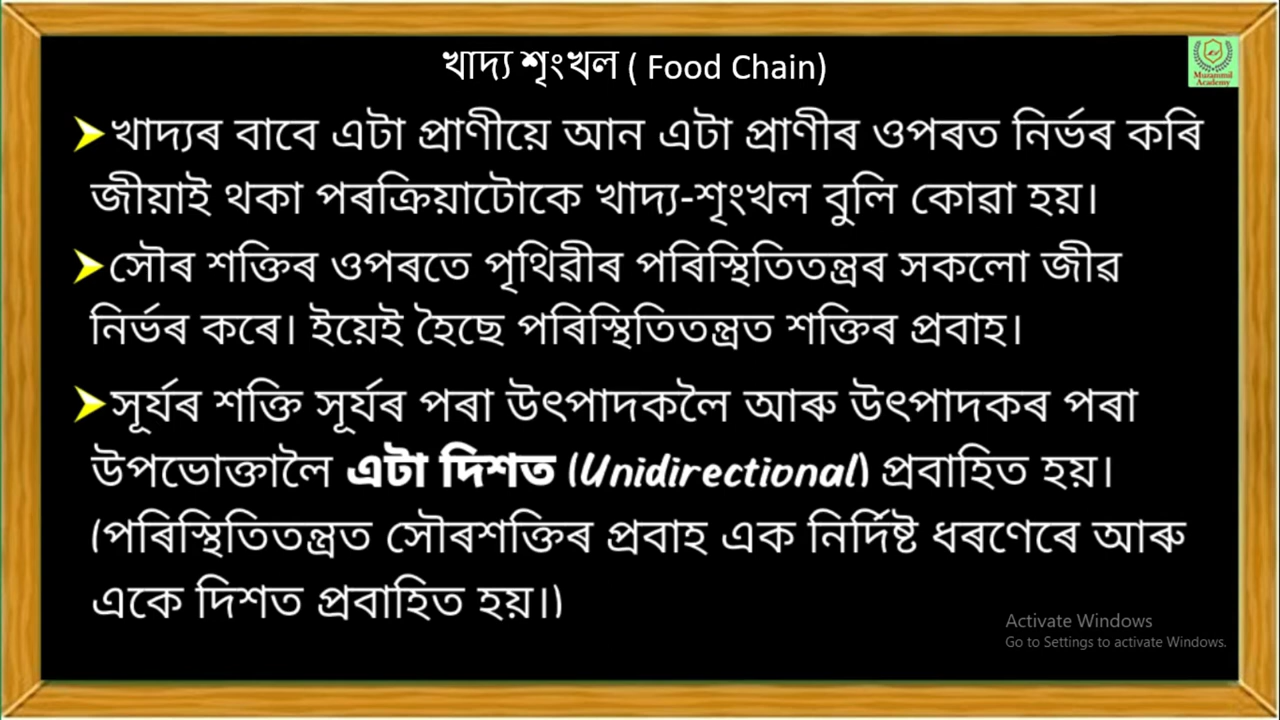 খাদ্য শৃংখল ( Food Chain)
Muzammil
Academy
খাদ্যৰ বাবে এটা প্ৰাণীয়ে আন এটা প্ৰাণীৰ ওপৰত নিৰ্ভৰ কৰি
জীয়াই থকা পৰক্ৰিয়াটোকে খাদ্য-শৃংখল বুলি কোৱা হয়।
সৌৰ শক্তিৰ ওপৰতে পৃথিৱীৰ পৰিস্থিতিতন্ত্ৰৰ সকলো জীৱ
নিৰ্ভৰ কৰে। ইয়েই হৈছে পৰিস্থিতিতন্ত্ৰত শক্তিৰ প্ৰবাহ।
সূৰ্যৰ শক্তি সূৰ্যৰ পৰা উৎপাদকলৈ আৰু উৎপাদকৰ পৰা
উপভোক্তালৈ এটা দিশত (Unidirectional) প্ৰবাহিত হয়।
(পৰিস্থিতিতন্ত্ৰত সৌৰশক্তিৰ প্ৰবাহ এক নিৰ্দিষ্ট ধৰণেৰে আৰু
একে দিশত প্ৰবাহিত হয়।)
Activate Windows
Go to Settings to activate Windows.